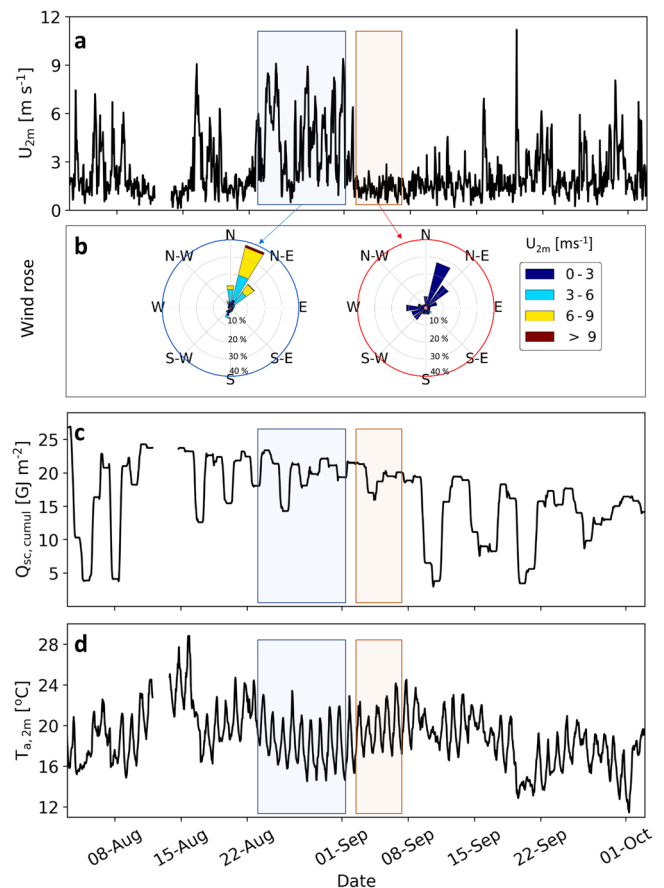 a
12
9
6
3
0
U2m [m s-1]
b
Wind rose
N
N-W
N-E
W
E
10 %
20 %
30 %
40 %
S-W
S-E
S
N
N-W
N-E
W
E
10 %
20 %
30 %
40 %
S-W
S-E
S
U2m [ms-1]
0 - 3
3 - 6
6 - 9
> 9
c
25
20
15
10
5
Qsc, cumul [GJ m-2]
d
28
24
20
16
12
Ta, 2m [ºC]
08-Aug
15-Aug
22-Aug
01-Sep
08-Sep
15-Sep
22-Sep
01-Oct
Date